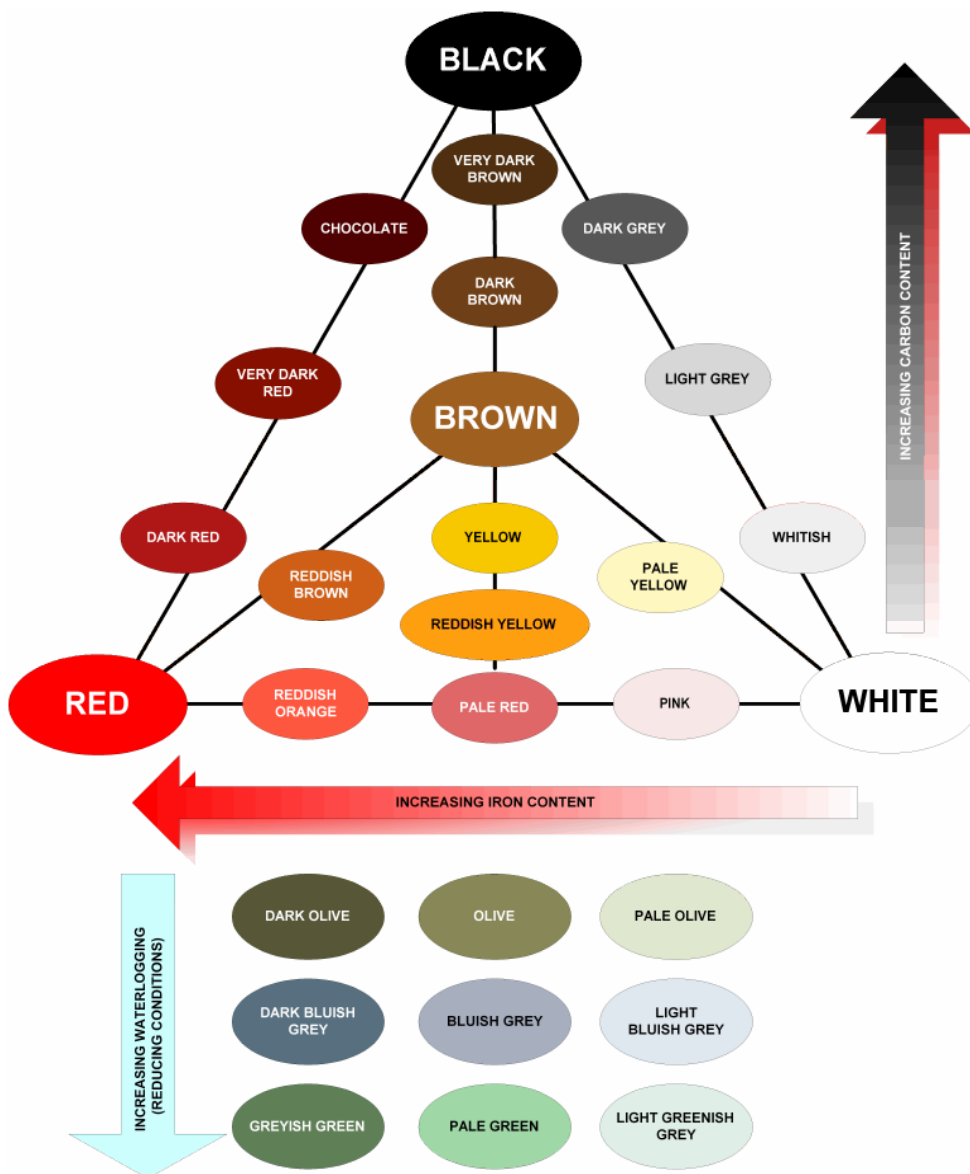 BLACK
VERY DARK
BROWN
CHOCOLATE
DARK GREY
DARK
BROWN
VERY DARK
RED
LIGHT GREY
BROWN
DARK RED
YELLOW
WHITISH
REDDISH
BROWN
PALE
YELLOW
REDDISH YELLOW
RED
REDDISH
ORANGE
PALE RED
PINK
WHITE
INCREASING CARBON CONTENT
INCREASING IRON CONTENT
INCREASING WATERLOGGING
(REDUCING CONDITIONS)
DARK OLIVE
OLIVE
PALE OLIVE
DARK BLUISH
GREY
BLUISH GREY
LIGHT
BLUISH GREY
GREYISH GREEN
PALE GREEN
LIGHT GREENISH
GREY